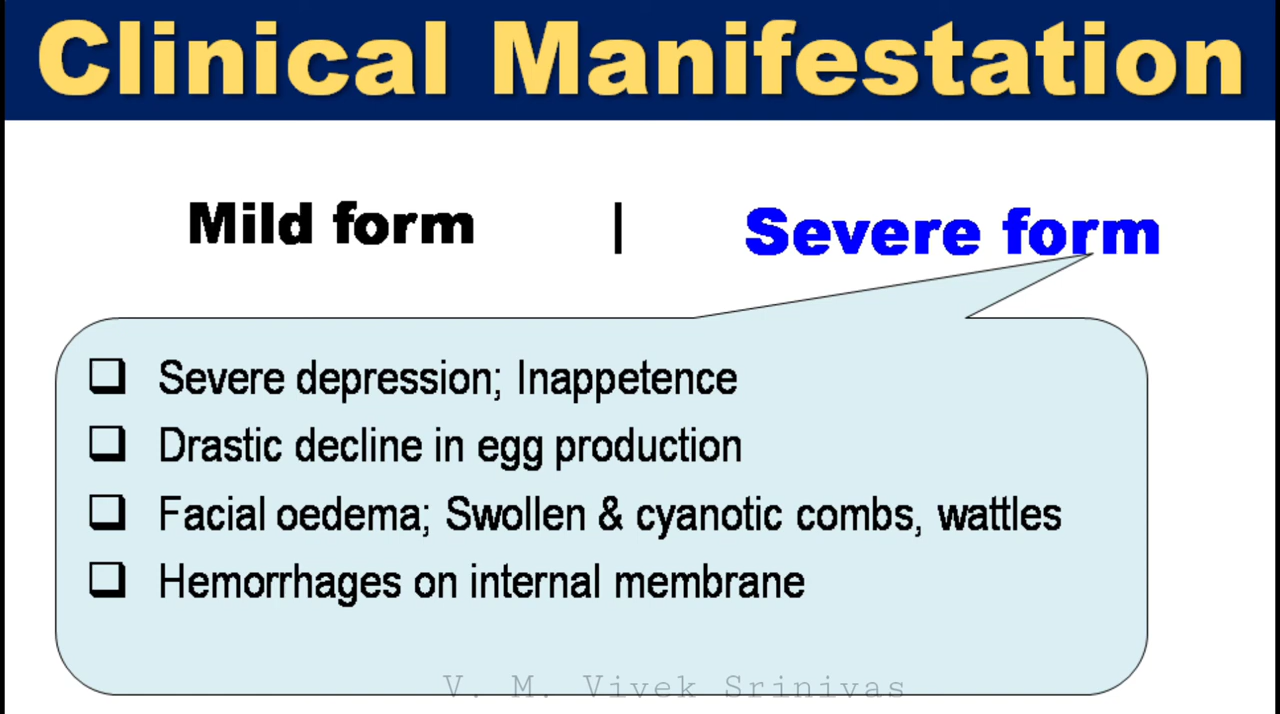 Clinical Manifestation
Mild form | Severe form
Severe depression; Inappetence
Drastic decline in egg production
Facial oedema; Swollen & cyanotic combs, wattles
Hemorrhages on internal membrane
V. M. Vivek Srinivas